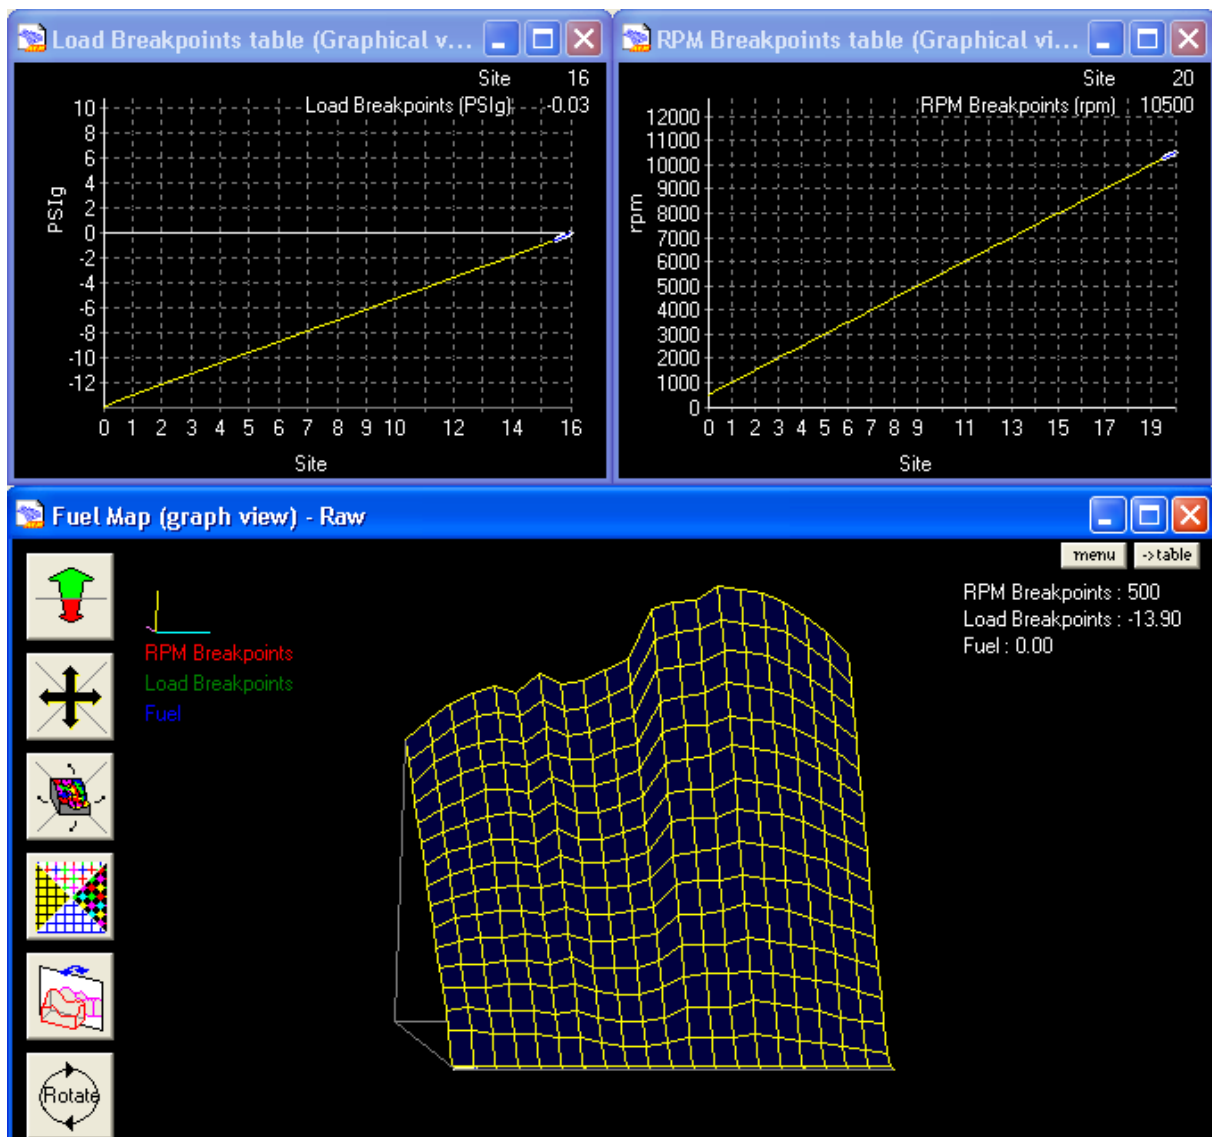 Load Breakpoints table (Graphical v...
Site 16
Load Breakpoints (PSIg) -0.03
10
8
6
4
2
0
-2
-4
-6
-8
-10
-12
PSIg
0 1 2 3 4 5 6 7 8 9 10 12 14 16
Site
RPM Breakpoints table (Graphical vi...
Site 20
RPM Breakpoints (rpm) 10500
12000
11000
10000
9000
8000
7000
6000
5000
4000
3000
2000
1000
0
rpm
0 1 2 3 4 5 6 7 8 9 11 13 15 17 19
Site
Fuel Map (graph view) - Raw
menu ->table
RPM Breakpoints : 500
Load Breakpoints : -13.90
Fuel : 0.00
RPM Breakpoints
Load Breakpoints
Fuel
Rotate